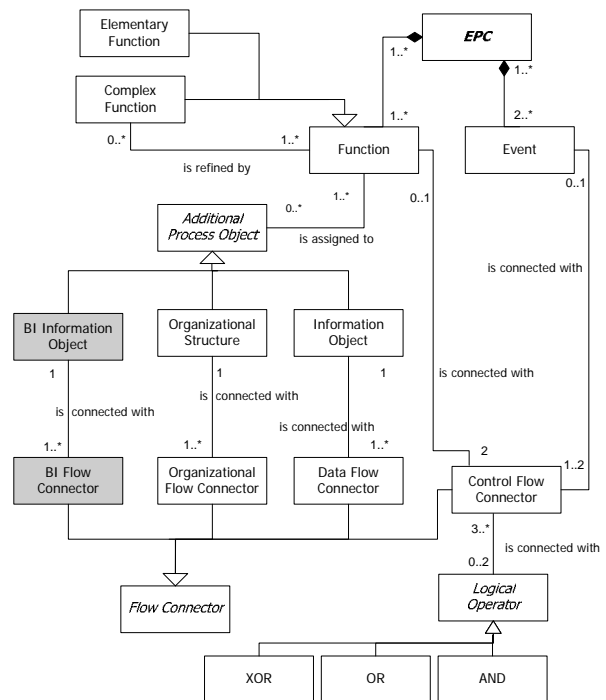 Elementary
Function
EPC
1..*
1..*
Complex
Function
2..*
1..*
0..*
1..*
Function
Event
is refined by
0..1
0..1
1..*
0..*
Additional
Process Object
is assigned to
is connected with
BI Information
Object
Organizational
Structure
Information
Object
1
1
1
is connected with
is connected with
is connected with
is connected with
1..*
1..*
1..*
2
1..2
BI Flow
Connector
Organizational
Flow Connector
Data Flow
Connector
Control Flow
Connector
3..*
is connected with
0..2
Flow Connector
Logical
Operator
XOR
OR
AND